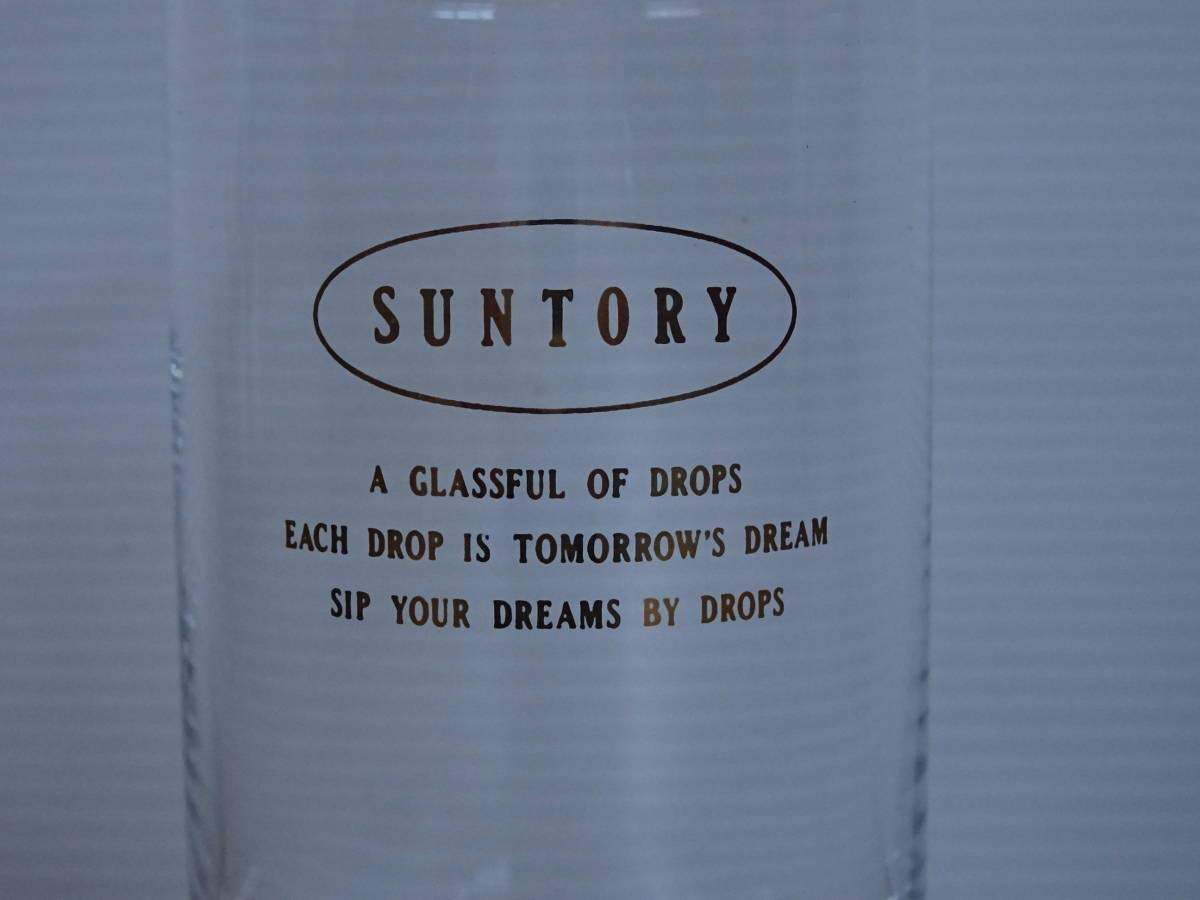 SUNTORY
A GLASSFUL OF DROPS
EACH DROP IS TOMORROW'S DREAM
SIP YOUR DREAMS BY DROPS